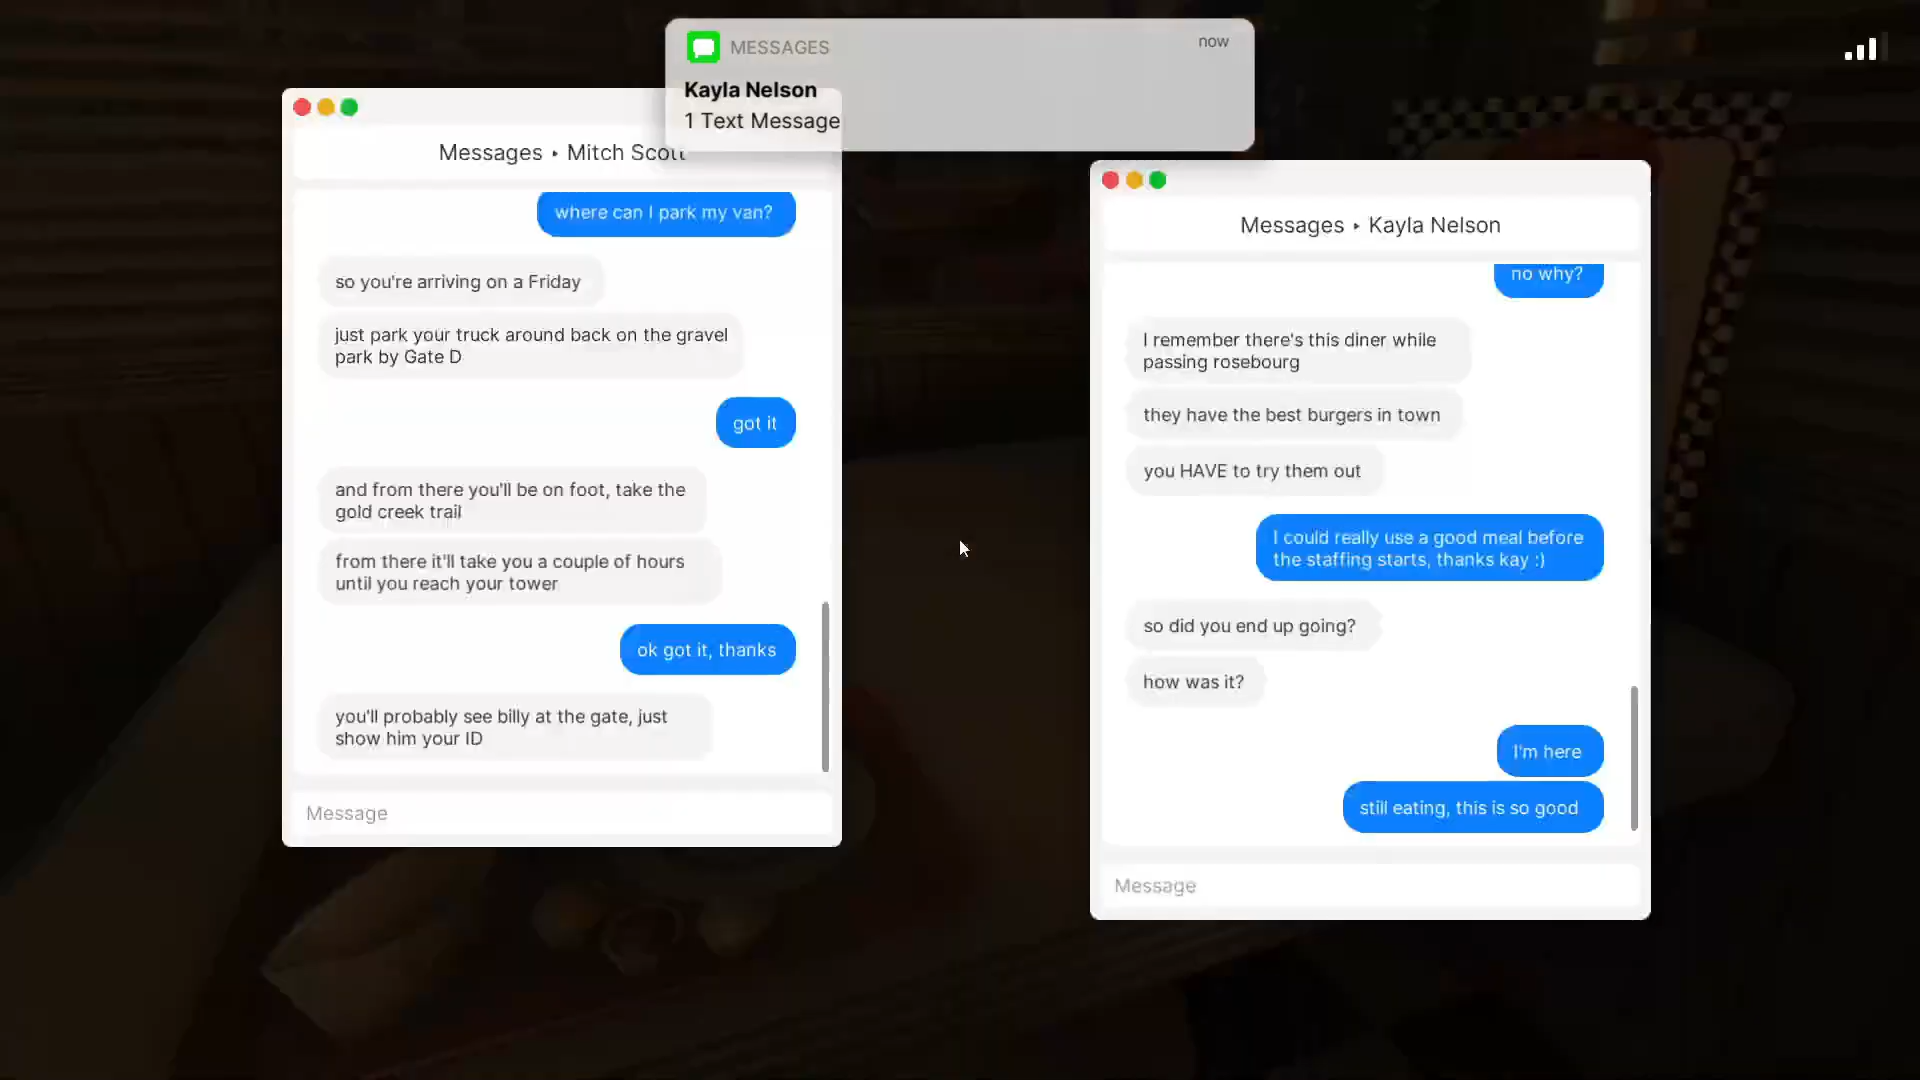 MESSAGES
now
Kayla Nelson
1 Text Message
Messages ‣ Mitch Scott
where can I park my van?
so you're arriving on a Friday
just park your truck around back on the gravel
park by Gate D
got it
and from there you'll be on foot, take the
gold creek trail
from there it'll take you a couple of hours
until you reach your tower
ok got it, thanks
you'll probably see billy at the gate, just
show him your ID
Message
Messages ‣ Kayla Nelson
no why?
I remember there's this diner while
passing rosebourg
they have the best burgers in town
you HAVE to try them out
I could really use a good meal before
the staffing starts, thanks kay :)
so did you end up going?
how was it?
I'm here
still eating, this is so good
Message